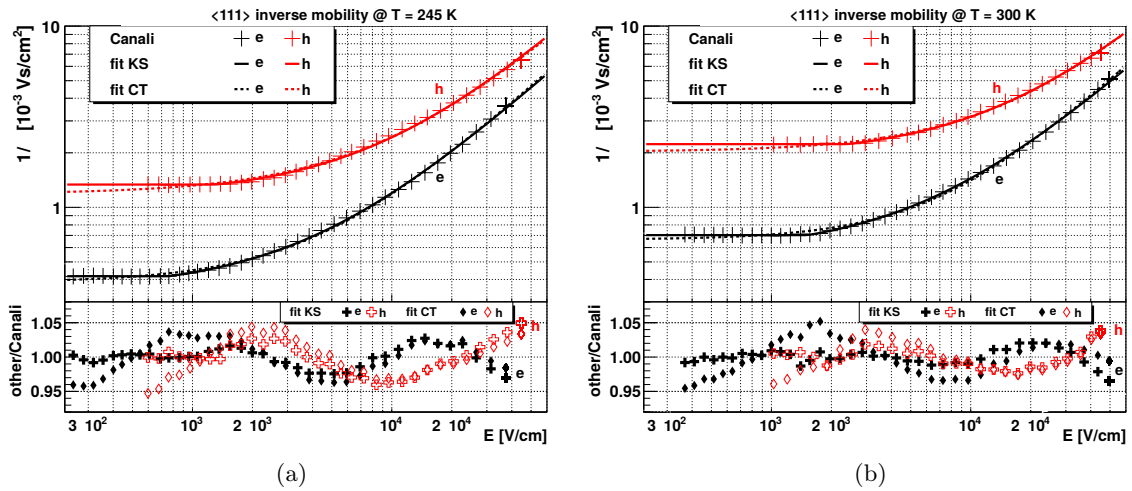 <111> inverse mobility @ T = 245 K
10
Canali e h
fit KS e h
fit CT e h
h
e
1
1/ [10⁻³ Vs/cm²]
fit KS e h fit CT e h
1.05
1.00
0.95
h
e
other/Canali
3 10² 2 10³ 2 10³ 10⁴ 2 10⁴
E [V/cm]
(a)
<111> inverse mobility @ T = 300 K
10
Canali e h
fit KS e h
fit CT e h
h
e
1
1/ [10⁻³ Vs/cm²]
fit KS e h fit CT e h
1.05
1.00
0.95
h
e
other/Canali
3 10² 10³ 2 10³ 10⁴ 2 10⁴
E [V/cm]
(b)